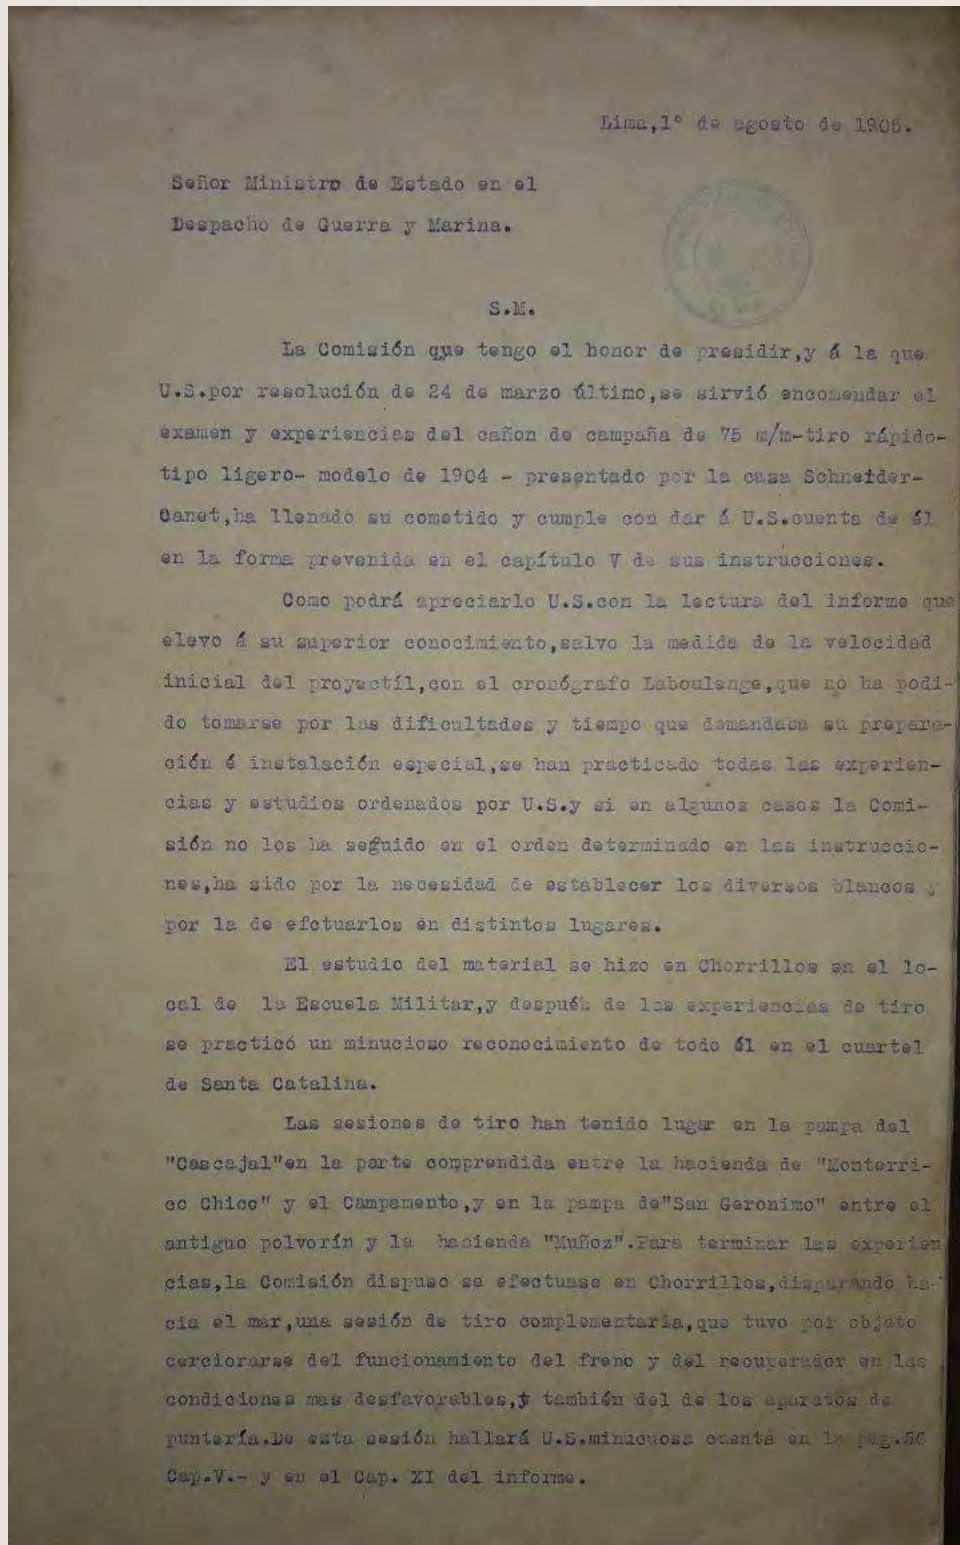 Lima,1° de agosto de 1905.
Señor Ministro de Estado en el
Despacho de Guerra y Marina.
S.M.
La Comisión que tengo el honor de presidir,y á la que
U.S.por resolución de 24 de marzo último,se sirvió encomendar el
examen y experiencias del cañon de campaña de 75 m/m-tiro rápido-
tipo ligero- modelo de 1904 - presentado por la casa Schneider-
Canet,ha llenado su cometido y cumple con dar á U.S.cuenta de él
en la forma prevenida en el capítulo V de sus instrucciones.
Como podrá apreciarlo U.S.con la lectura del informe que
elevo á su superior conocimiento,salvo la medida de la velocidad
inicial del proyectíl,con el cronógrafo Laboulenge,que no ha podi-
do tomarse por las dificultades y tiempo que demandaba su prepara-
ción é instalación especial,se han practicado todas las experien-
cias y estudios ordenados por U.S.y si en algunos casos la Comi-
sión no los ha seguido en el orden determinado en las instruccio-
nes,ha sido por la necesidad de establecer los diversos blancos y
por la de efctuarlos en distintos lugares.
El estudio del material se hizo en Chorrillos en el lo-
cal de la Escuela Militar,y después de las experiencias de tiro
se practicó un minucioso reconocimiento de todo él en el cuartel
de Santa Catalina.
Las sesiones de tiro han tenido lugar en la pampa del
"Cascajal"en la parte comprendida entre la hacienda de "Monterri-
co Chico" y el Campamento,y en la pampa de"San Geronimo" entre el
antiguo polvorín y la hacienda "Muñoz".Para terminar las experien
cias,la Comisión dispuso se efectuase en Chorrillos,disparando ha-
cia el mar,una sesión de tiro complementaria,que tuvo por objeto
cerciorarse del funcionamiento del freno y del recuperador en las
condiciones mas desfavorables,y también del de los aparatos de
puntería.De esta sesión hallará U.S.minucuosa cuenta en la pag.
Cap.V.- y en el Cap. XI del informe.